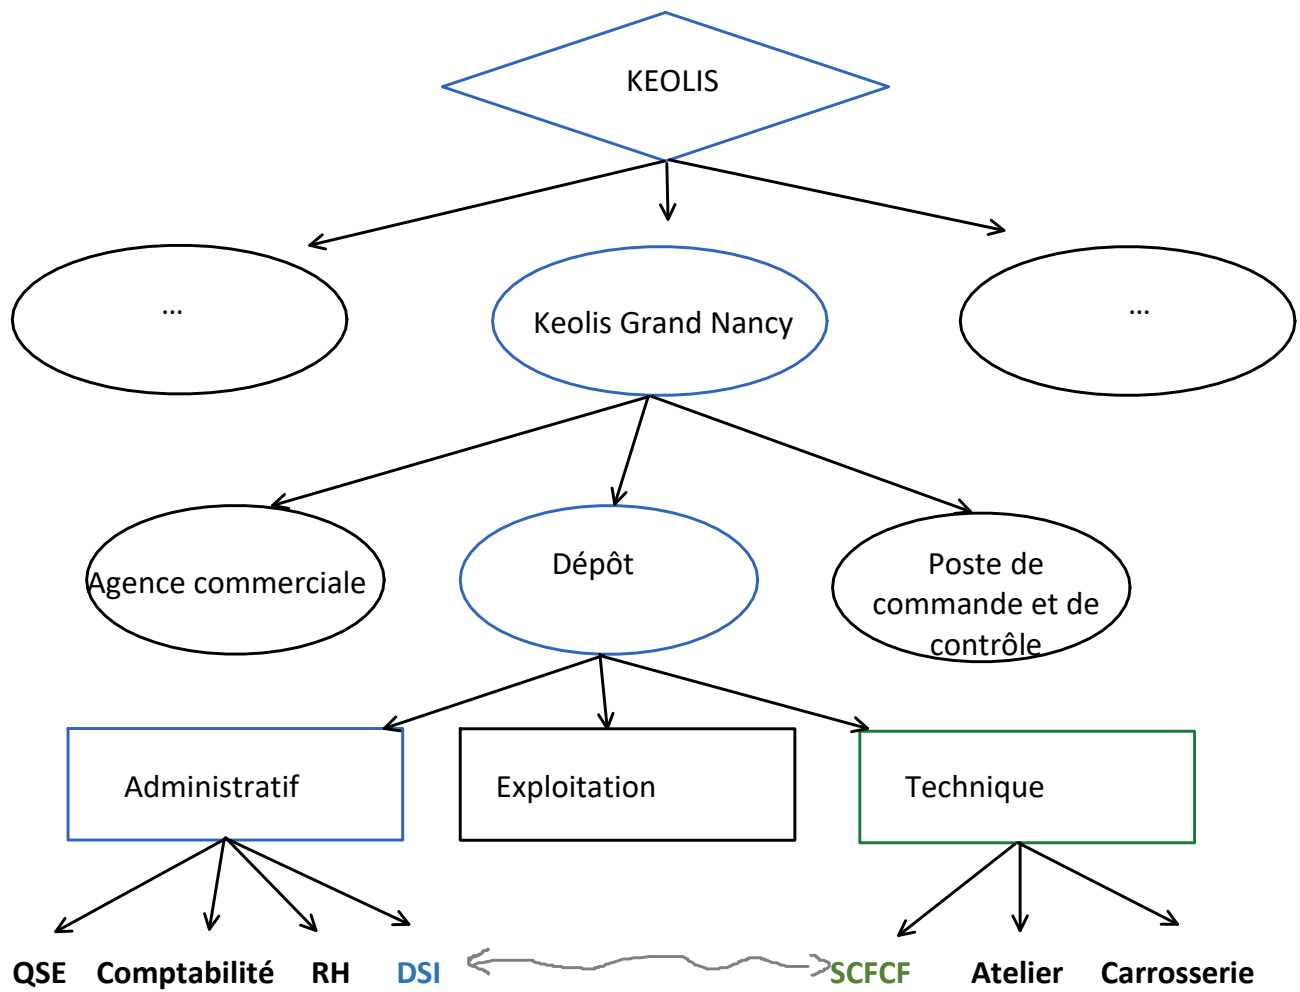 KEOLIS
...
Keolis Grand Nancy
...
Agence commerciale
Dépôt
Poste de
commande et de
contrôle
Administratif
Exploitation
Technique
QSE
Comptabilité
RH
DSI
SCFCF
Atelier
Carrosserie